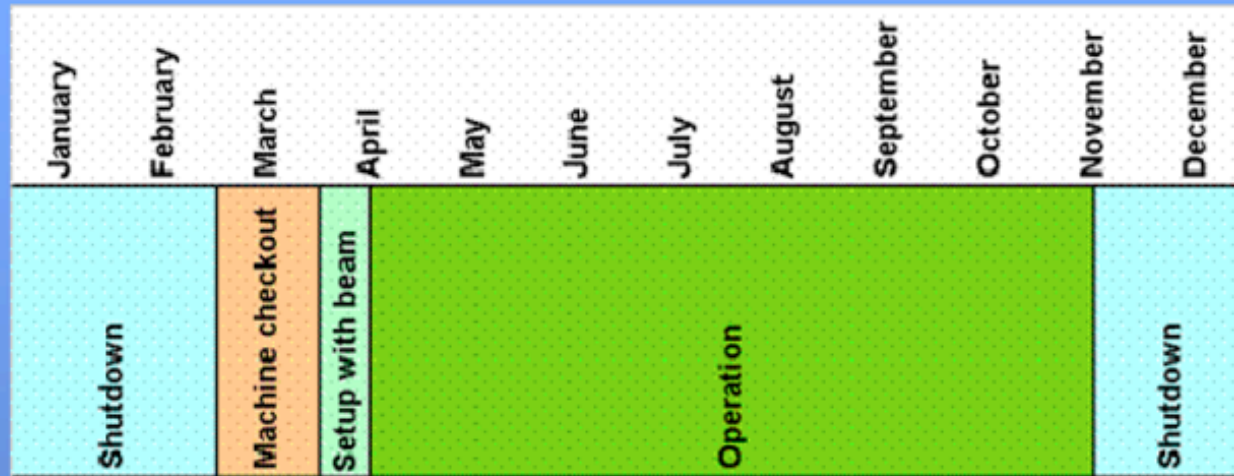 January
February
March
April
May
June
July
August
September
October
November
December
Shutdown
Machine checkout
Setup with beam
Operation
Shutdown